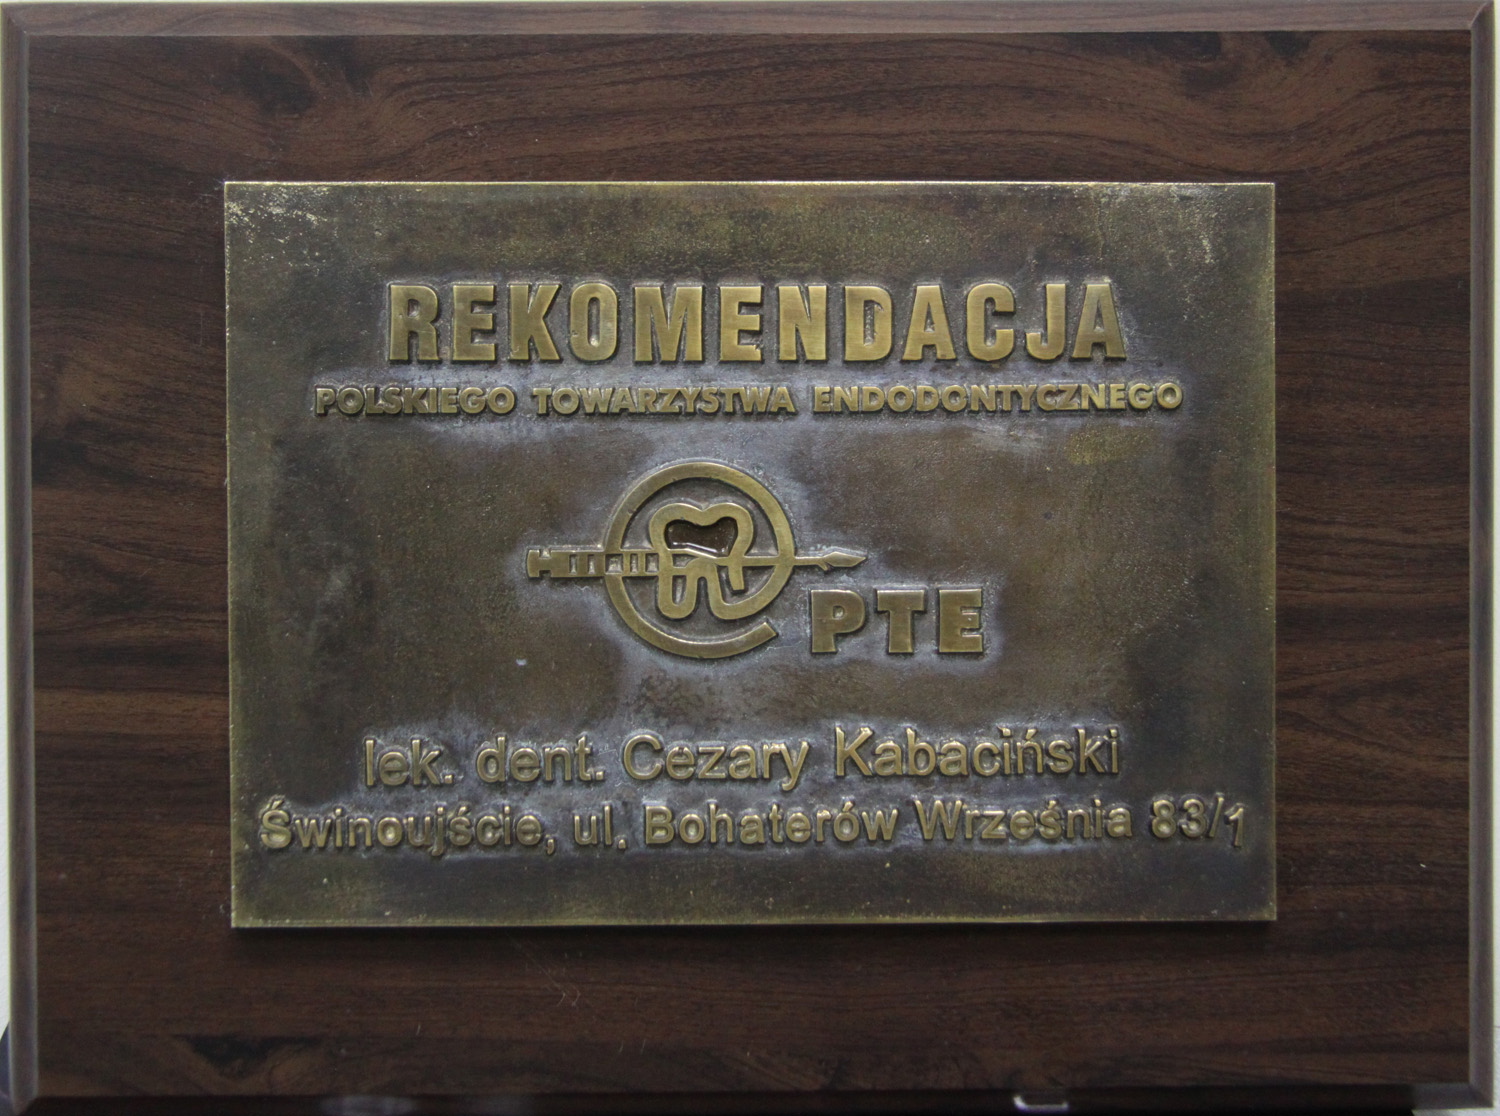 REKOMENDACJA
POLSKIEGO TOWARZYSTWA ENDODONTYCZNEGO
PTE
lek. dent. Cezary Kabaciński
Świnoujście, ul. Bohaterów Września 83/1